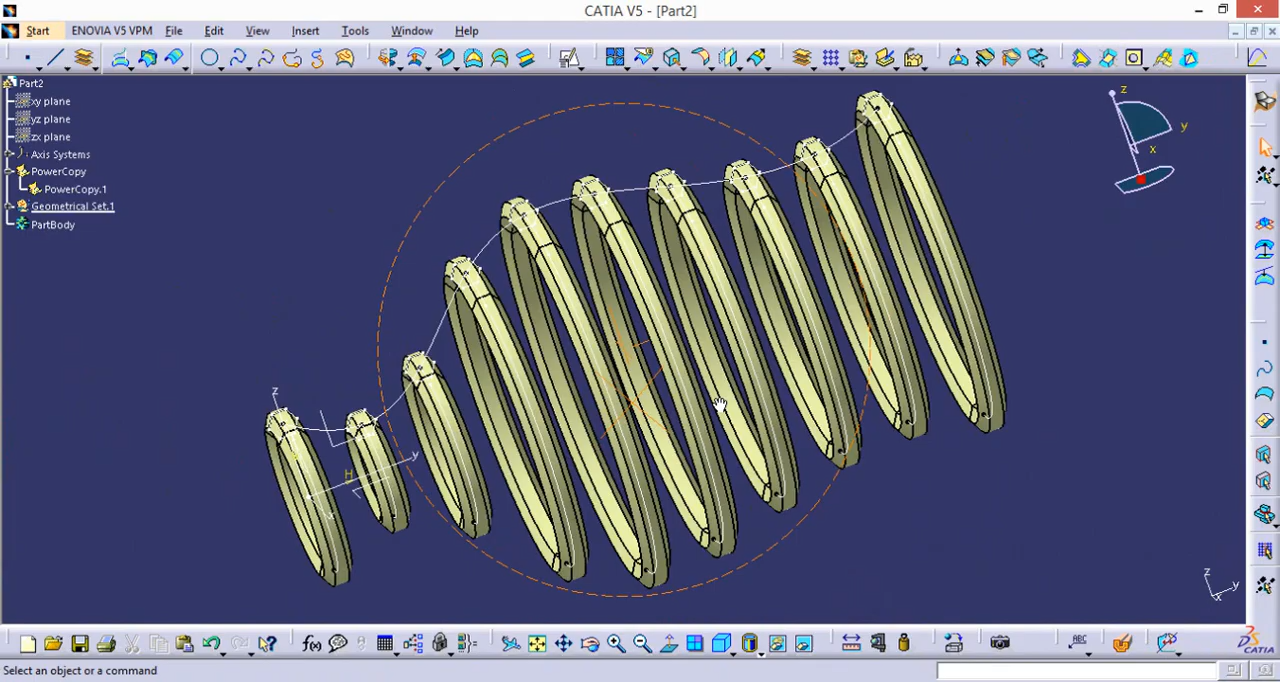 CATIA V5 - [Part2]
Start ENOVIA V5 VPM File Edit View Insert Tools Window Help
Part2
xy plane
yz plane
zx plane
Axis Systems
PowerCopy
PowerCopy.1
Geometrical Set.1
PartBody
z
y
x
z
y
H
x
z
y
x
f(x)
ABC
CATIA
Select an object or a command